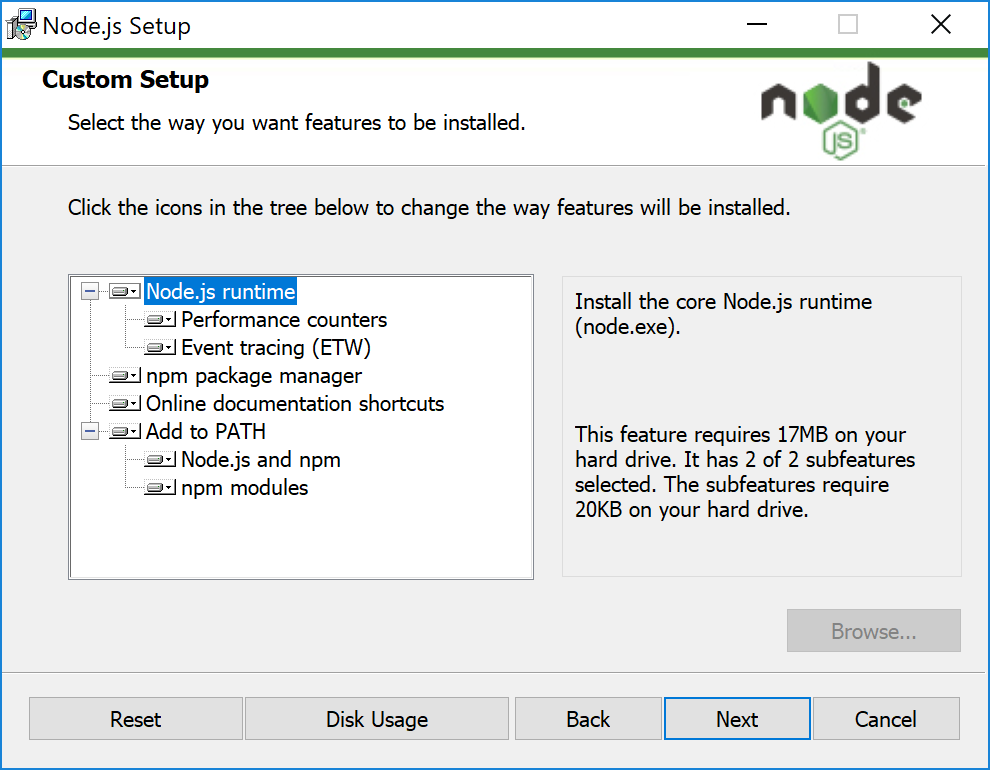 Node.js Setup
Custom Setup
Select the way you want features to be installed.
node
JS
®
Click the icons in the tree below to change the way features will be installed.
Node.js runtime
Performance counters
Event tracing (ETW)
npm package manager
Online documentation shortcuts
Add to PATH
Node.js and npm
npm modules
Install the core Node.js runtime
(node.exe).
This feature requires 17MB on your
hard drive. It has 2 of 2 subfeatures
selected. The subfeatures require
20KB on your hard drive.
Browse...
Reset
Disk Usage
Back
Next
Cancel